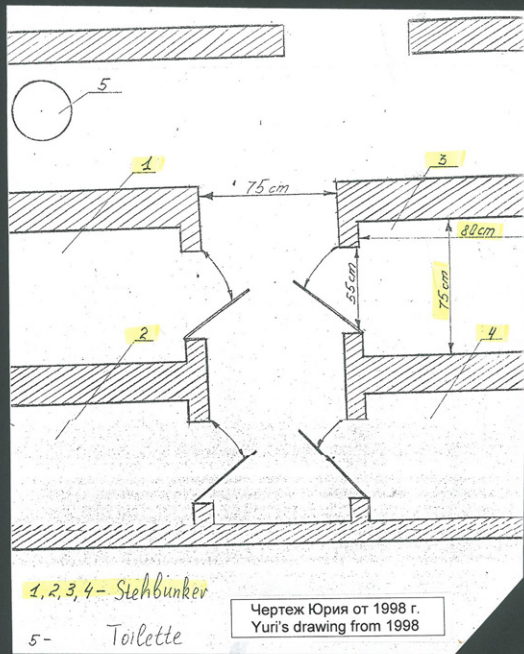 5
1
75 cm
3
80cm
55 cm
75 cm
2
4
1,2,3,4- Stehbunker
5- Toilette
Чертеж Юрия от 1998 г.
Yuri's drawing from 1998